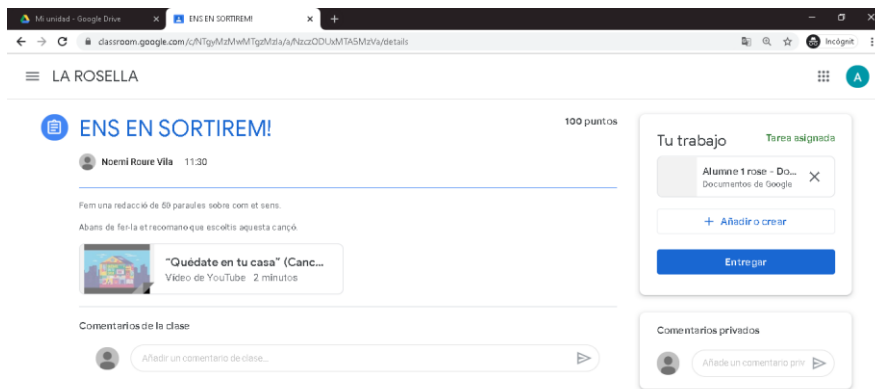 Mi unidad - Google Drive
ENS EN SORTIREM!
classroom.google.com/c/NTgyMzMwMTgzMzla/a/NzczODUxMTA5MzVa/details
Incógnit
LA ROSELLA
A
ENS EN SORTIREM!
100 puntos
Noemi Roure Vila 11:30
Fem una redacció de 50 paraules sobre com et sens.
Abans de fer-la et recomano que escoltis aquesta cançó.
"Quédate en tu casa" (Canc...
Vídeo de YouTube 2 minutos
Comentarios de la clase
Añadir un comentario de clase...
Tu trabajo
Tarea asignada
Alumne 1 rose - Do...
Documentos de Google
+ Añadir o crear
Entregar
Comentarios privados
Añade un comentario priv